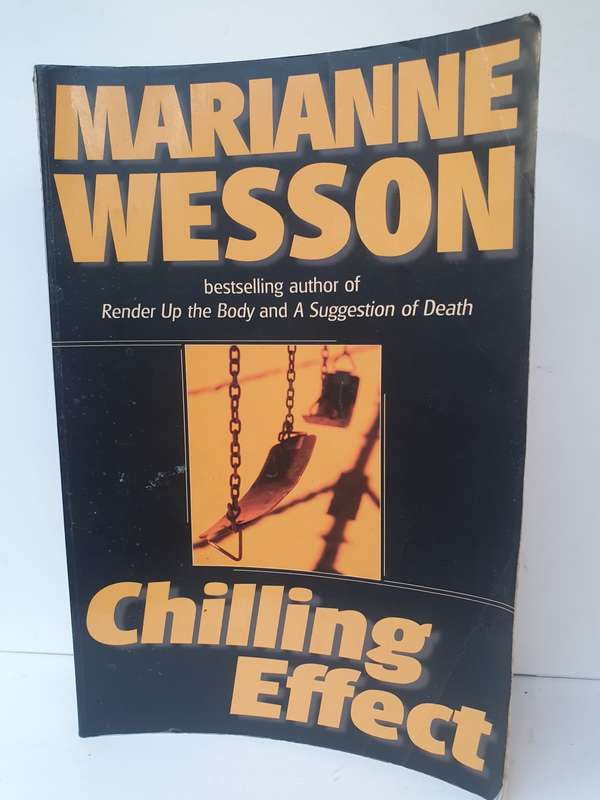 MARIANNE
WESSON
bestselling author of
Render Up the Body and A Suggestion of Death
Chilling
Effect